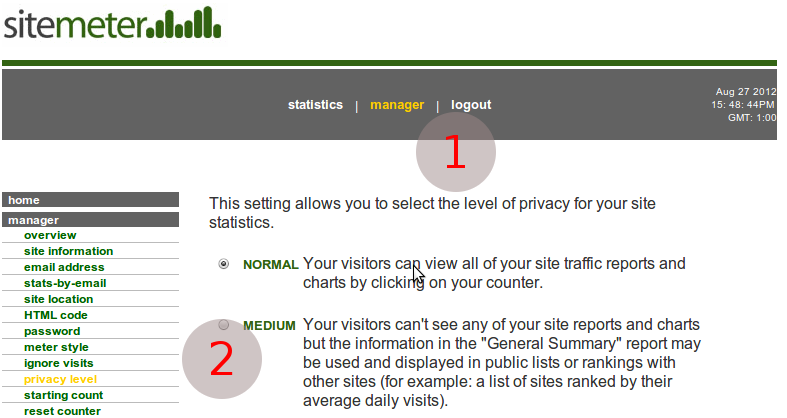 sitemeter
statistics | manager | logout
Aug 27 2012
15: 48: 44PM
GMT: 1:00
1
home
manager
overview
site information
email address
stats-by-email
site location
HTML code
password
meter style
ignore visits
privacy level
starting count
reset counter
This setting allows you to select the level of privacy for your site
statistics.
NORMAL Your visitors can view all of your site traffic reports and
charts by clicking on your counter.
2
MEDIUM Your visitors can't see any of your site reports and charts
but the information in the "General Summary" report may
be used and displayed in public lists or rankings with
other sites (for example: a list of sites ranked by their
average daily visits).